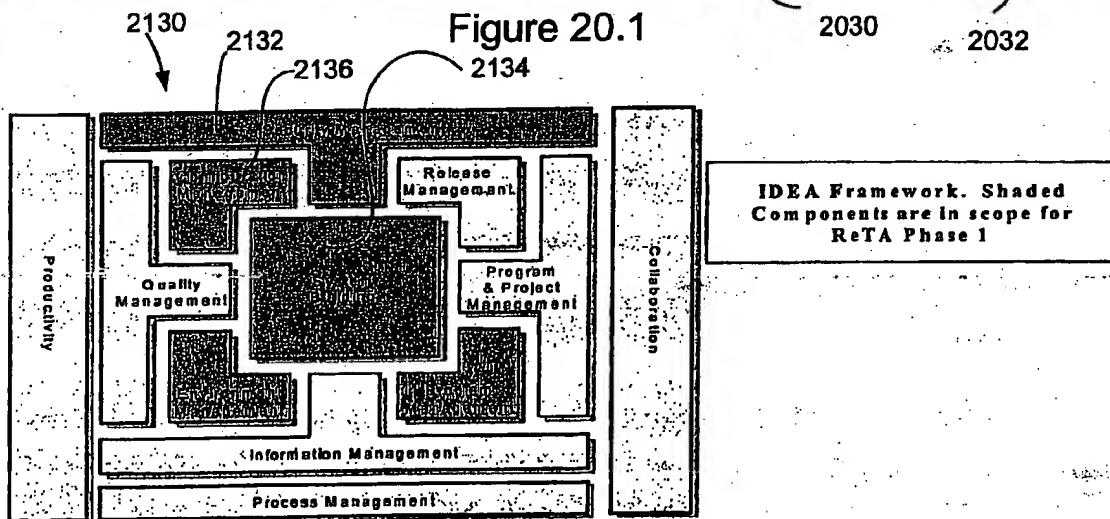 2130
2132
Figure 20.1
2030
2032
2136
2134
Release
Management
IDEA Framework. Shaded
Components are in scope for
ReTA Phase 1
Productivity
Quality
Management
Program
& Project
Management
Collaboration
Management
Information Management
Process Management